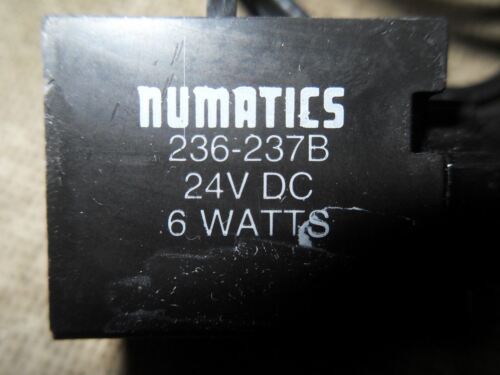 NUMATICS
236-237B
24V DC
6 WATTS